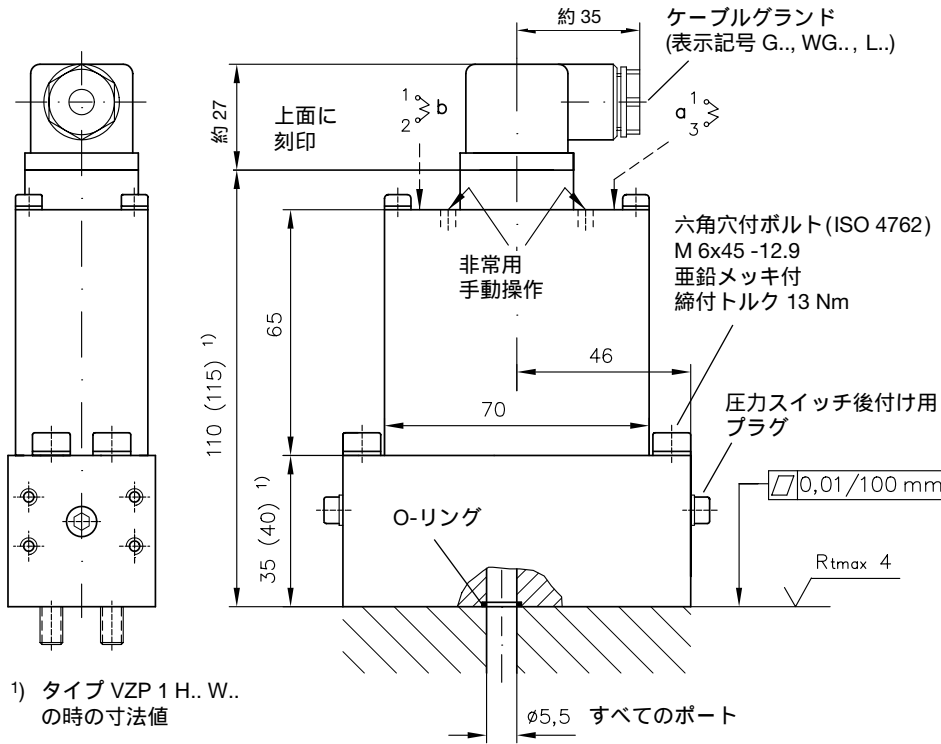 約 35
ケーブルグランド
(表示記号 G.., WG.., L..)
約 27
上面に
刻印
1
2
b
a
1
3
六角穴付ボルト(ISO 4762)
M 6x45 -12.9
亜鉛メッキ付
締付トルク 13 Nm
非常用
手動操作
65
110 (115) 1)
46
70
圧力スイッチ後付け用
プラグ
35 (40) 1)
O-リング
0,01/100 mm
Rtmax 4
1) タイプ VZP 1 H.. W..
の時の寸法値
ø5,5 すべてのポート